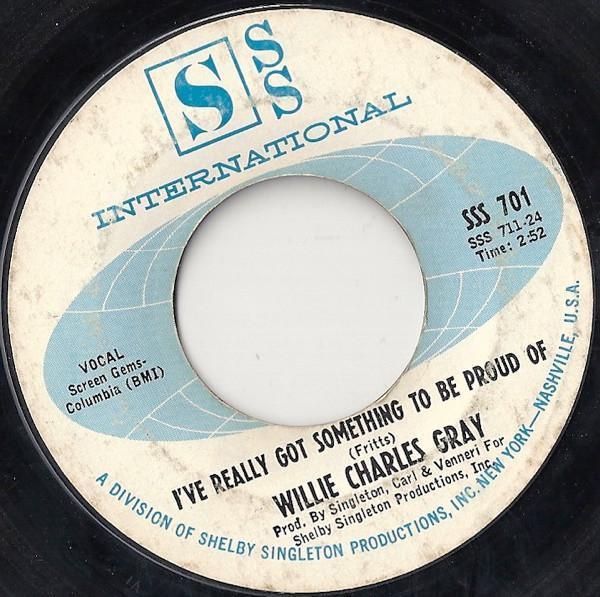 SSS
INTERNATIONAL
SSS 701
SSS 711-24
Time: 2:52
VOCAL
Screen Gems-
Columbia (BMI)
I'VE REALLY GOT SOMETHING TO BE PROUD OF
(Fritts)
WILLIE CHARLES GRAY
Prod. By Singleton, Carl & Venneri For
Shelby Singleton Productions, Inc.
A DIVISION OF SHELBY SINGLETON PRODUCTIONS, INC. NEW YORK—NASHVILLE, U.S.A.